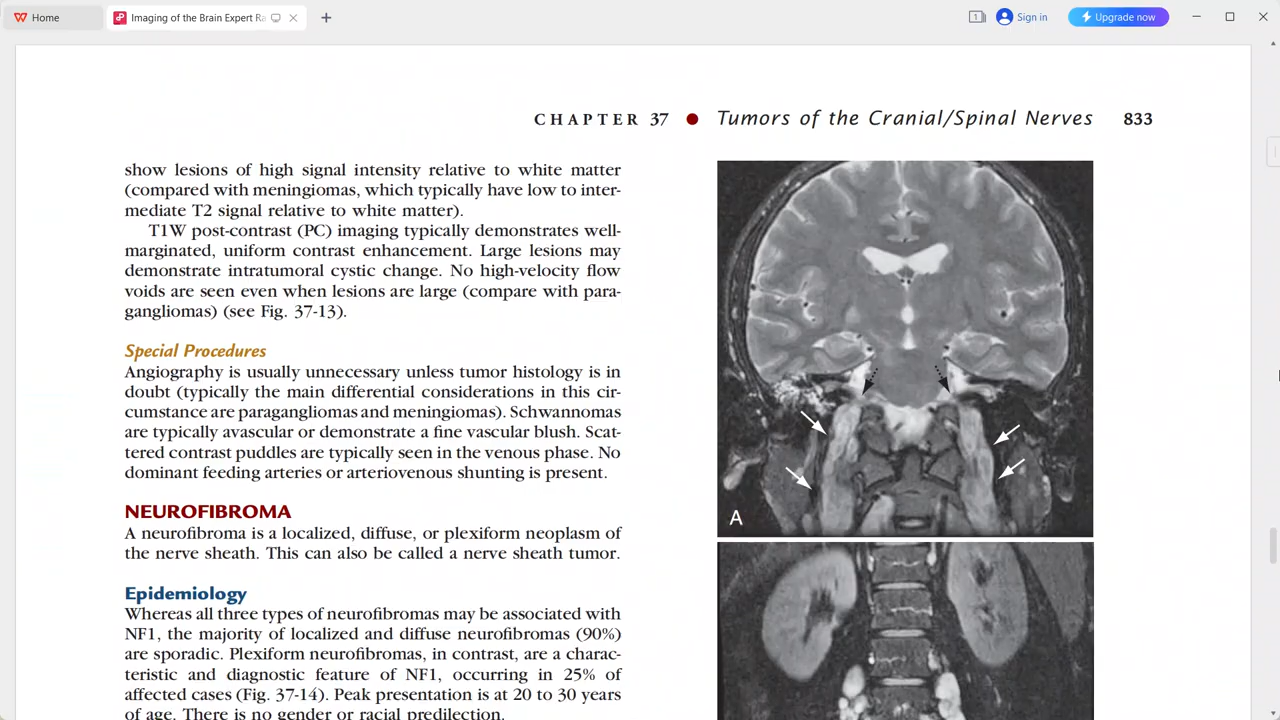 Home
Imaging of the Brain Expert Ra
1
Sign in
Upgrade now
CHAPTER 37 ● Tumors of the Cranial/Spinal Nerves 833
show lesions of high signal intensity relative to white matter
(compared with meningiomas, which typically have low to inter-
mediate T2 signal relative to white matter).
T1W post-contrast (PC) imaging typically demonstrates well-
marginated, uniform contrast enhancement. Large lesions may
demonstrate intratumoral cystic change. No high-velocity flow
voids are seen even when lesions are large (compare with para-
gangliomas) (see Fig. 37-13).
Special Procedures
Angiography is usually unnecessary unless tumor histology is in
doubt (typically the main differential considerations in this cir-
cumstance are paragangliomas and meningiomas). Schwannomas
are typically avascular or demonstrate a fine vascular blush. Scat-
tered contrast puddles are typically seen in the venous phase. No
dominant feeding arteries or arteriovenous shunting is present.
NEUROFIBROMA
A neurofibroma is a localized, diffuse, or plexiform neoplasm of
the nerve sheath. This can also be called a nerve sheath tumor.
Epidemiology
Whereas all three types of neurofibromas may be associated with
NF1, the majority of localized and diffuse neurofibromas (90%)
are sporadic. Plexiform neurofibromas, in contrast, are a charac-
teristic and diagnostic feature of NF1, occurring in 25% of
affected cases (Fig. 37-14). Peak presentation is at 20 to 30 years
of age. There is no gender or racial predilection.
A